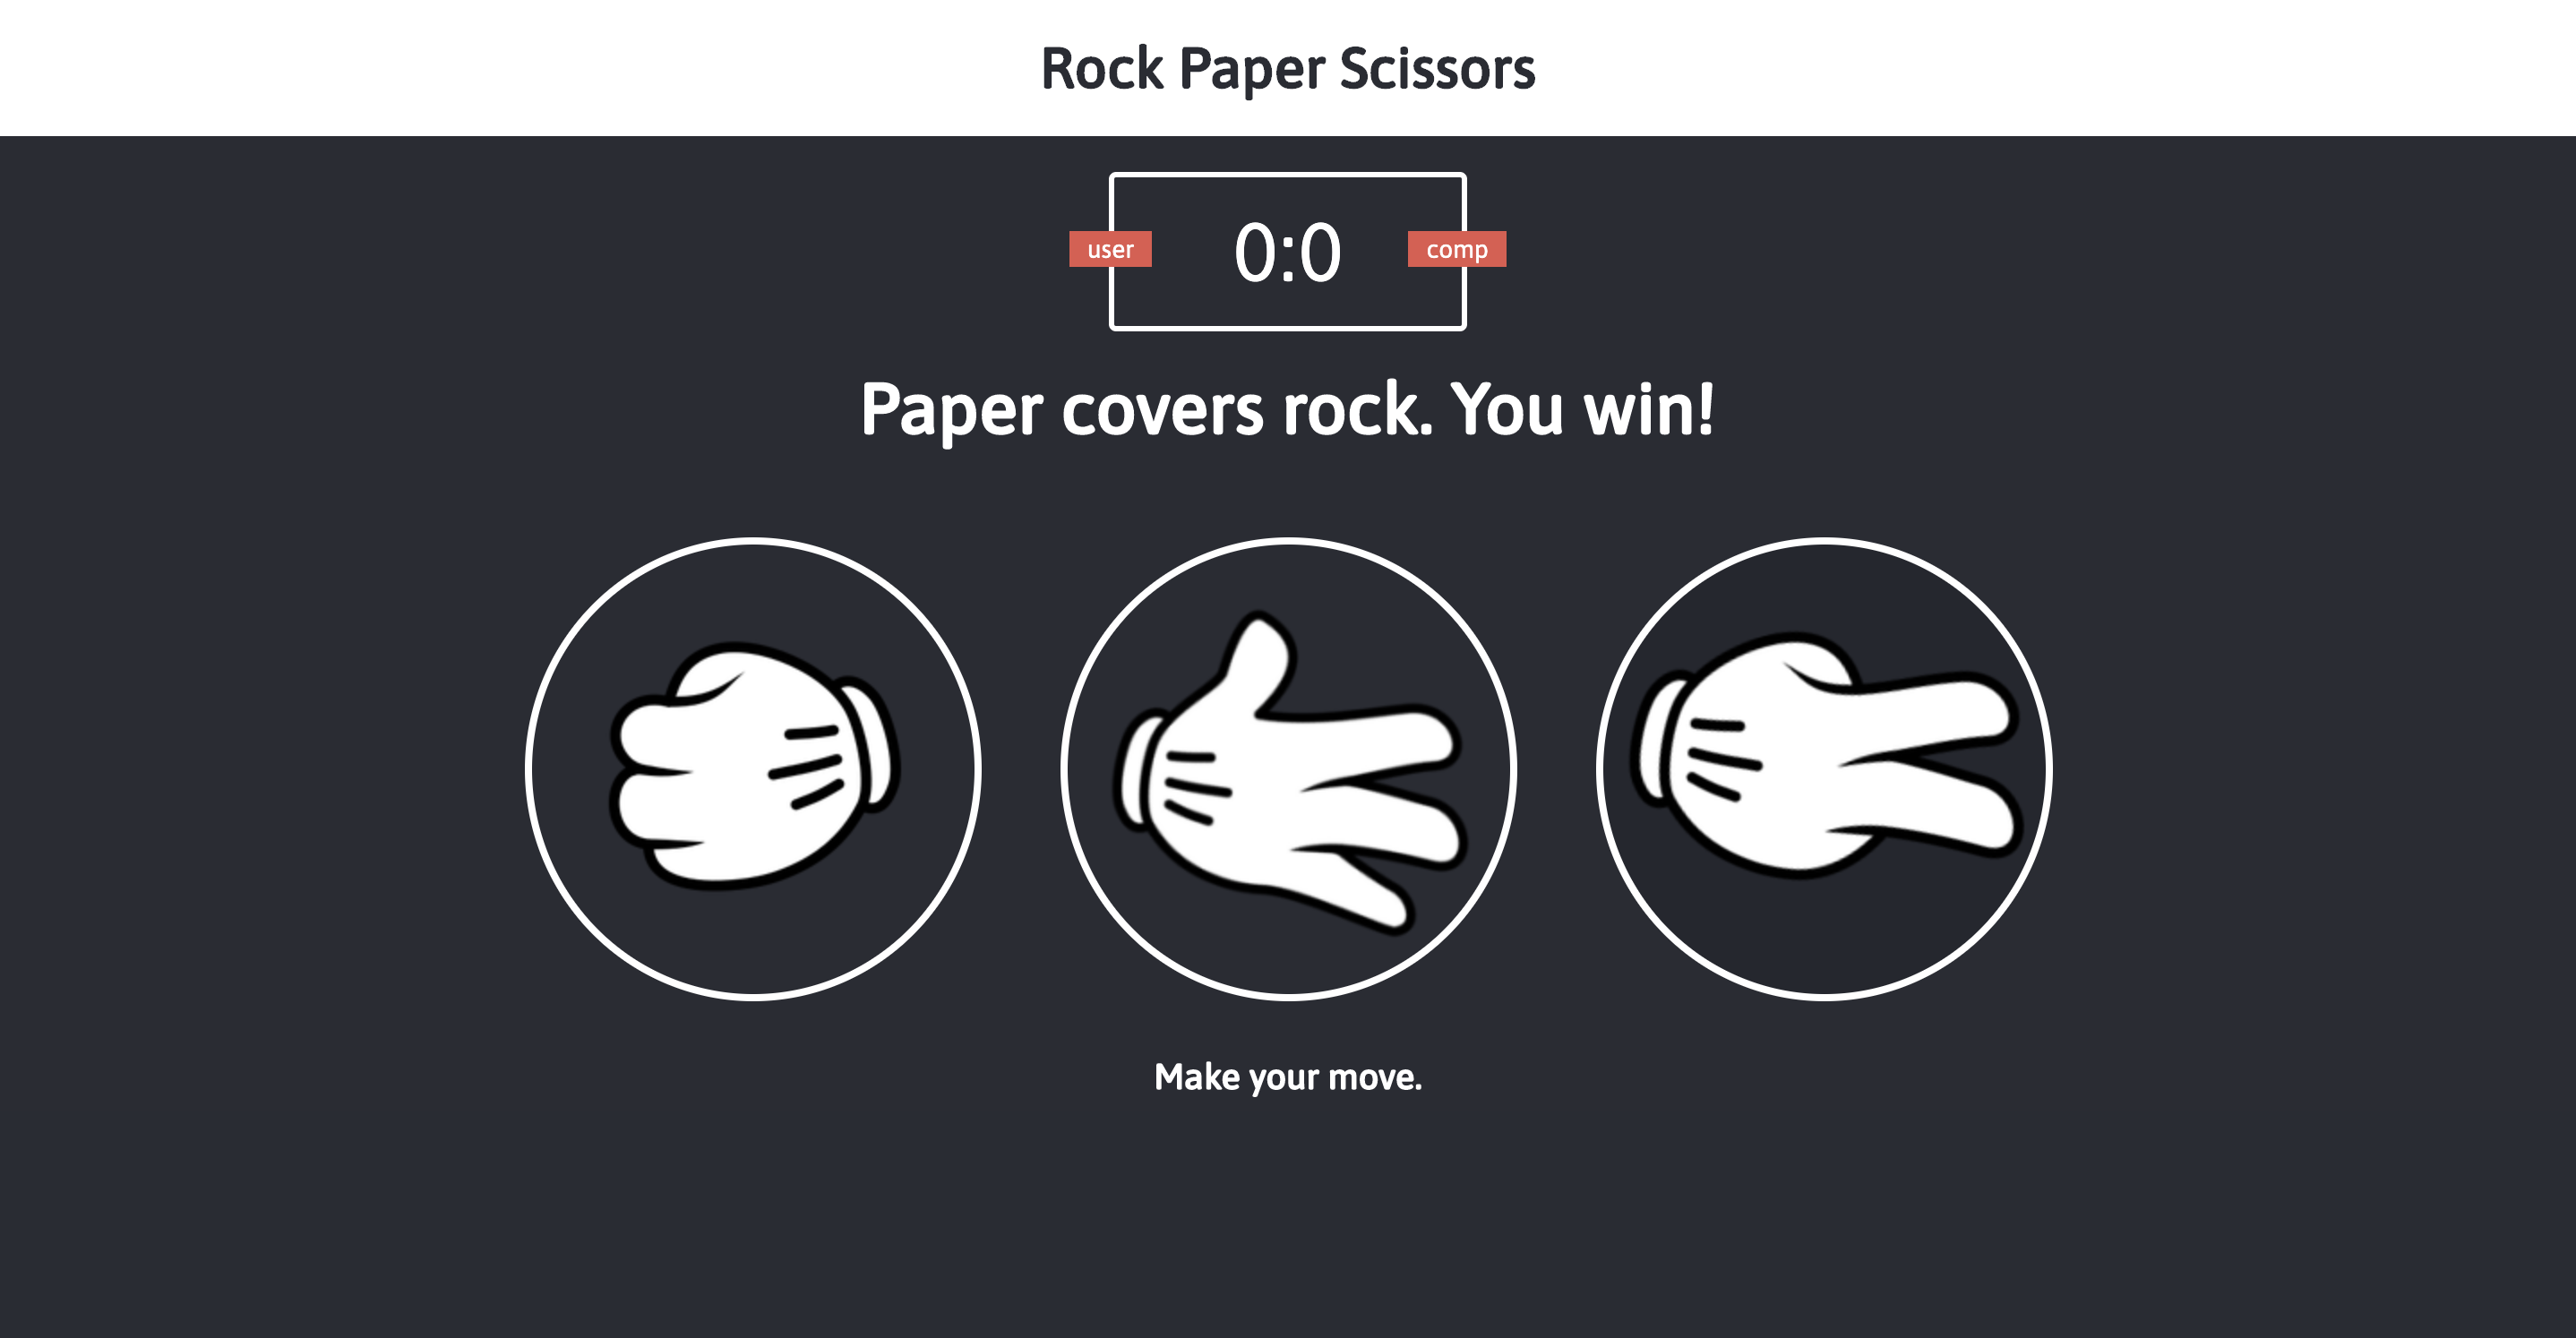 Rock Paper Scissors
user
0:0
comp
Paper covers rock. You win!
Make your move.